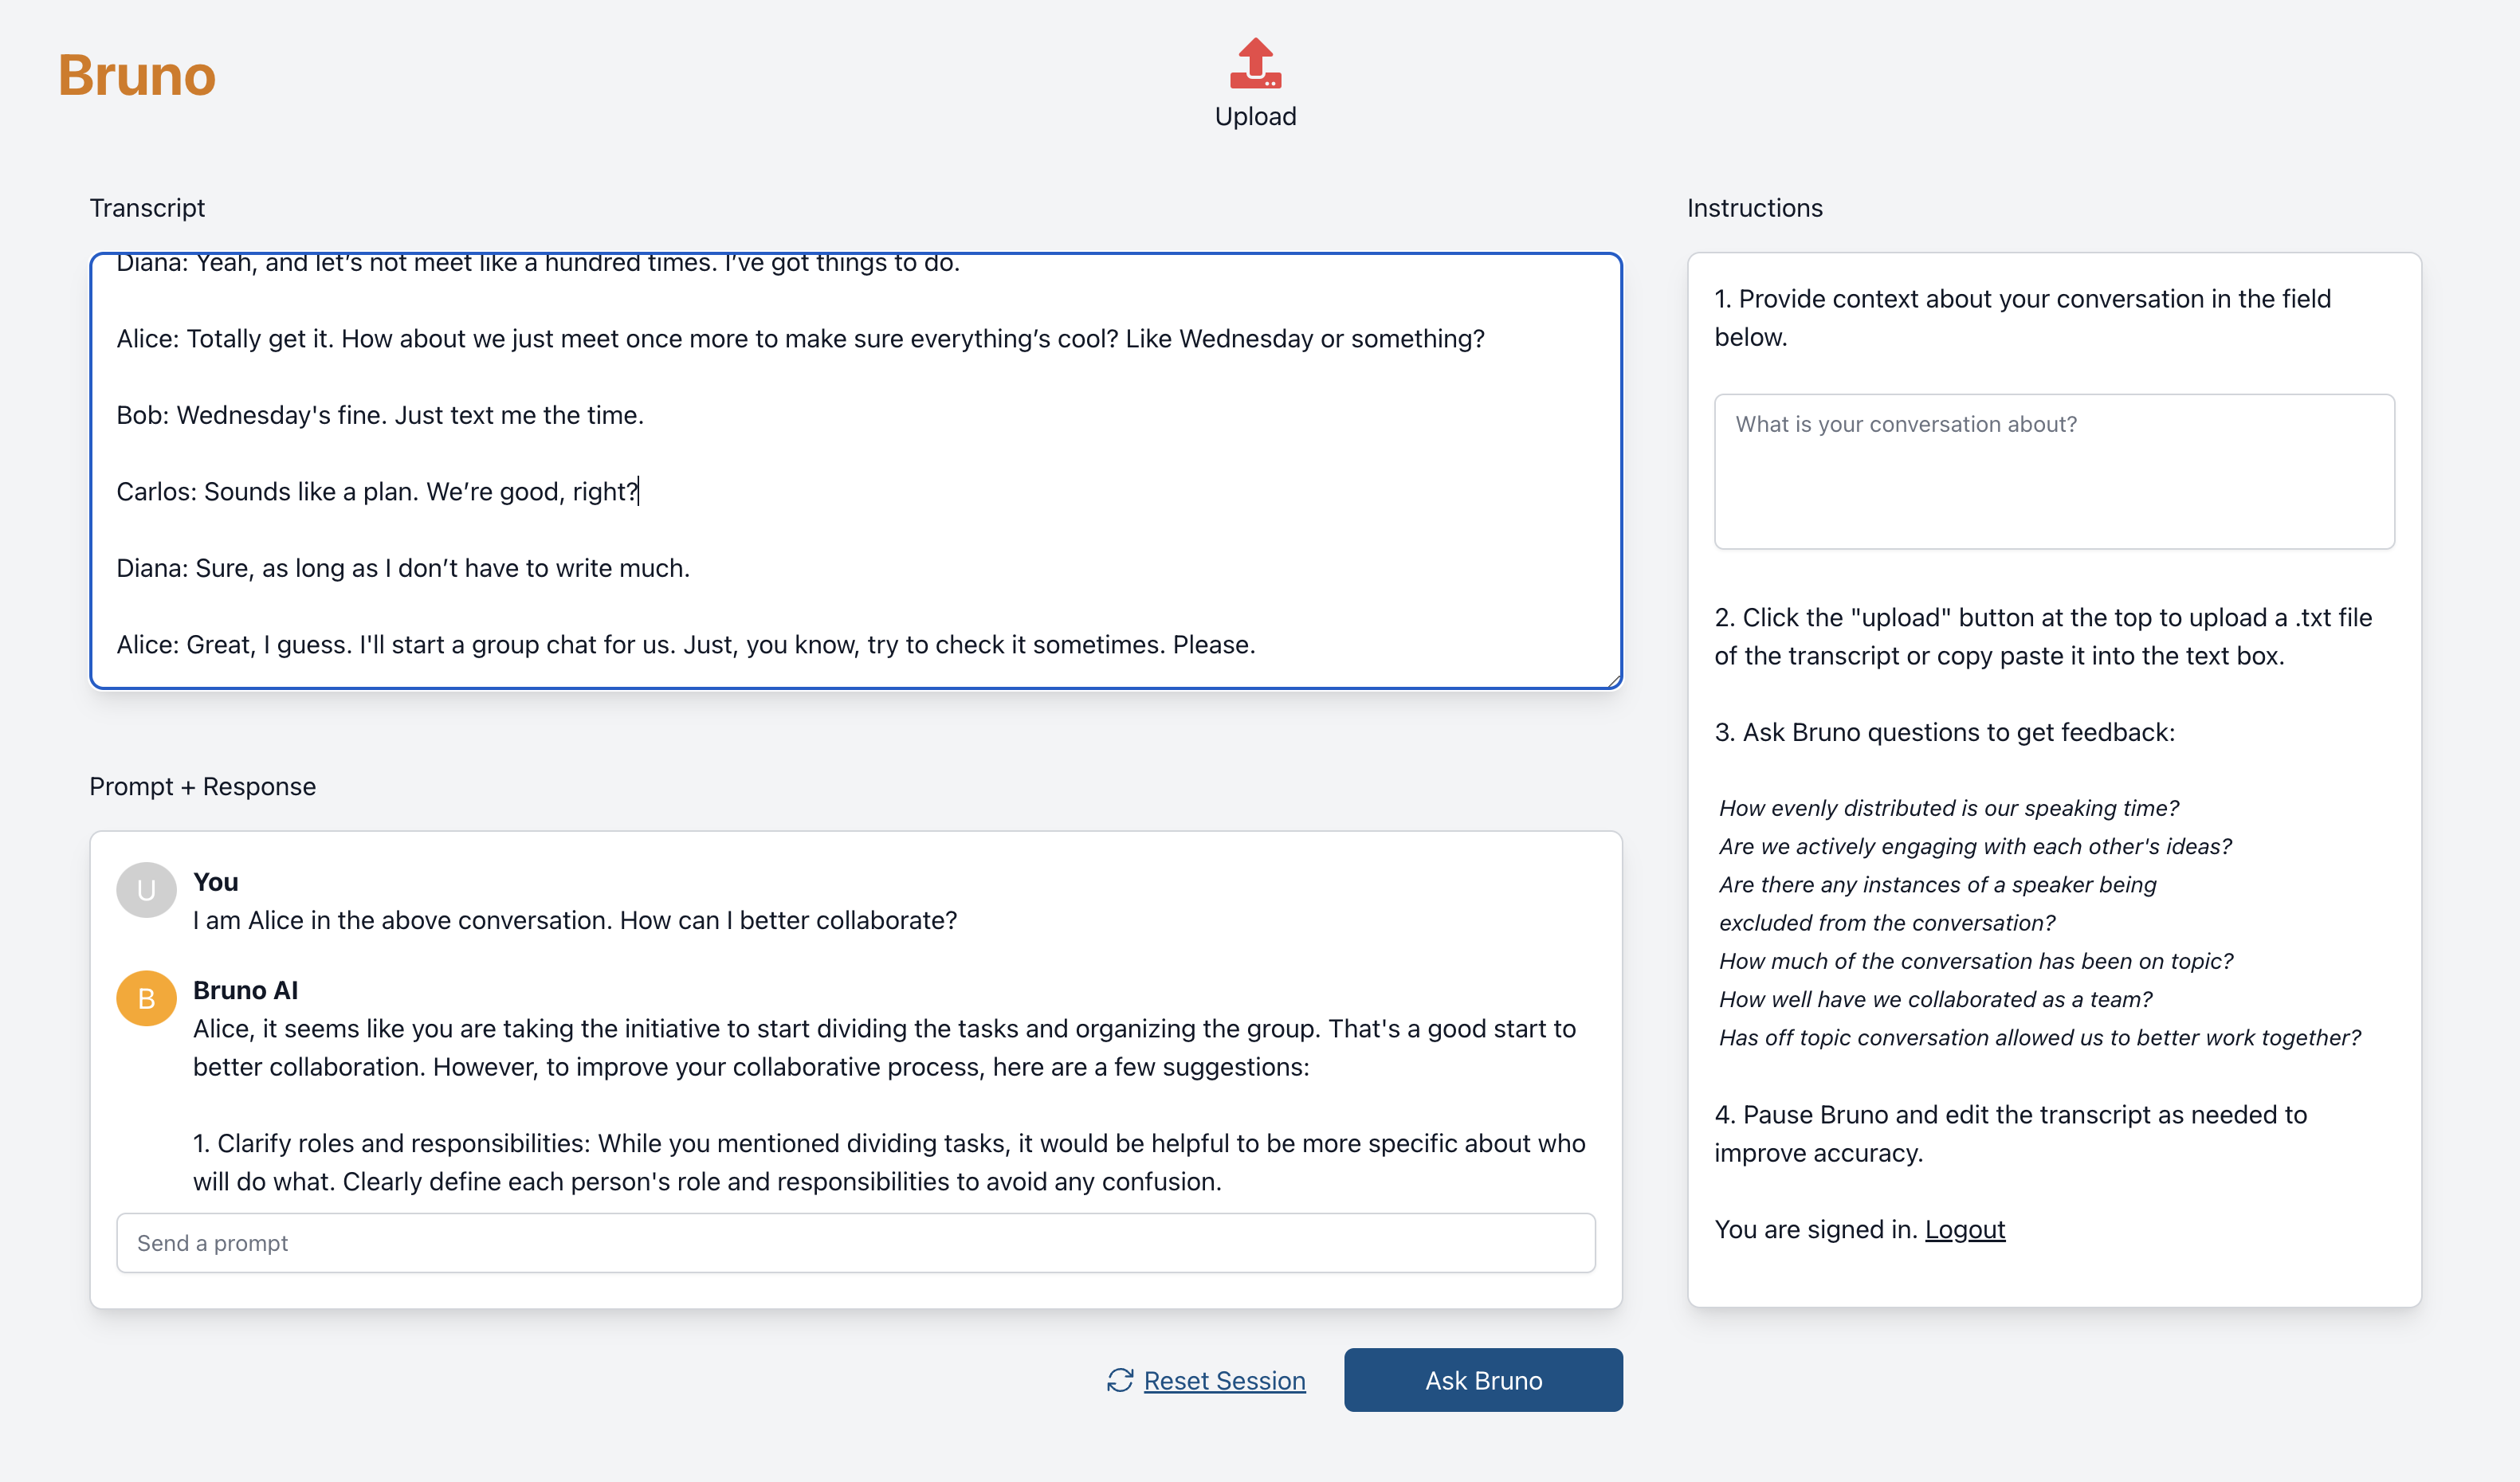 Bruno
Upload
Transcript
Diana: Yeah, and let’s not meet like a hundred times. I’ve got things to do.
Alice: Totally get it. How about we just meet once more to make sure everything’s cool? Like Wednesday or something?
Bob: Wednesday's fine. Just text me the time.
Carlos: Sounds like a plan. We’re good, right?
Diana: Sure, as long as I don’t have to write much.
Alice: Great, I guess. I'll start a group chat for us. Just, you know, try to check it sometimes. Please.
Prompt + Response
U
You
I am Alice in the above conversation. How can I better collaborate?
B
Bruno AI
Alice, it seems like you are taking the initiative to start dividing the tasks and organizing the group. That's a good start to
better collaboration. However, to improve your collaborative process, here are a few suggestions:
1. Clarify roles and responsibilities: While you mentioned dividing tasks, it would be helpful to be more specific about who
will do what. Clearly define each person's role and responsibilities to avoid any confusion.
Send a prompt
Reset Session
Ask Bruno
Instructions
1. Provide context about your conversation in the field
below.
What is your conversation about?
2. Click the "upload" button at the top to upload a .txt file
of the transcript or copy paste it into the text box.
3. Ask Bruno questions to get feedback:
How evenly distributed is our speaking time?
Are we actively engaging with each other's ideas?
Are there any instances of a speaker being
excluded from the conversation?
How much of the conversation has been on topic?
How well have we collaborated as a team?
Has off topic conversation allowed us to better work together?
4. Pause Bruno and edit the transcript as needed to
improve accuracy.
You are signed in. Logout